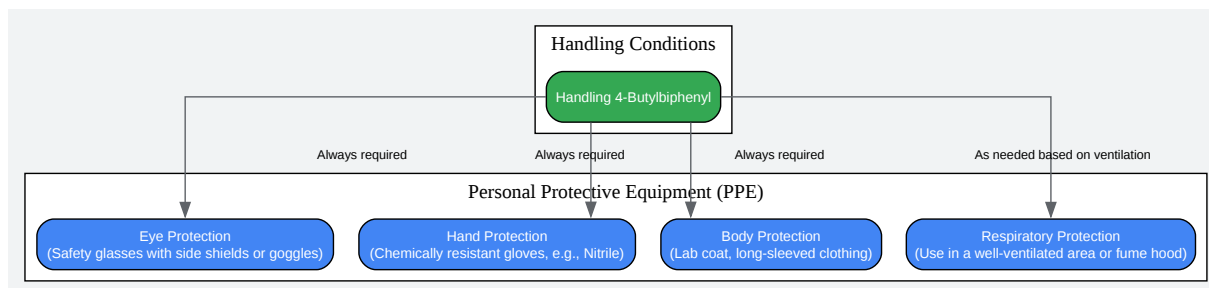 Handling Conditions
Handling 4-Butylbiphenyl
Always required
Always required
Always required
As needed based on ventilation
Personal Protective Equipment (PPE)
Eye Protection
(Safety glasses with side shields or goggles)
Hand Protection
(Chemically resistant gloves, e.g., Nitrile)
Body Protection
(Lab coat, long-sleeved clothing)
Respiratory Protection
(Use in a well-ventilated area or fume hood)